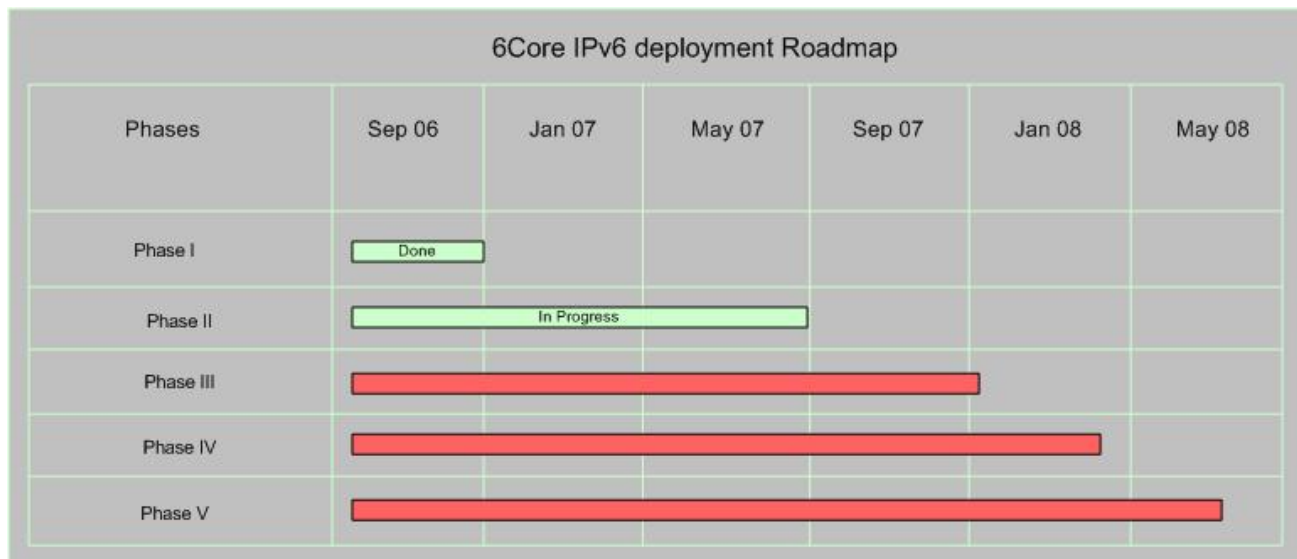 6Core IPv6 deployment Roadmap
Phases Sep 06 Jan 07 May 07 Sep 07 Jan 08 May 08
Phase I Done
Phase II In Progress
Phase III
Phase IV
Phase V